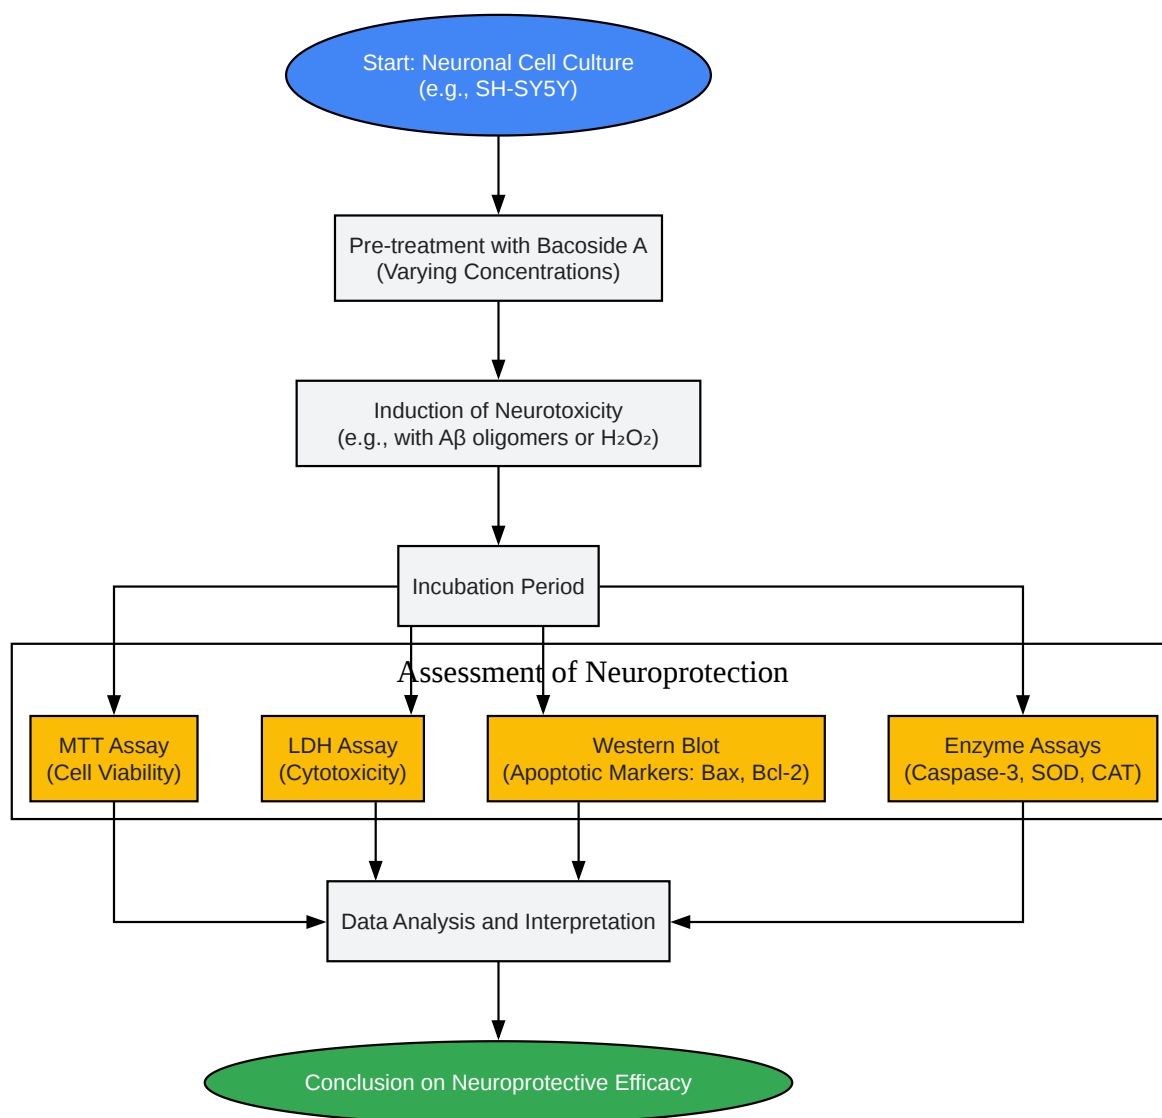 Start: Neuronal Cell Culture
(e.g., SH-SY5Y)
Pre-treatment with Bacoside A
(Varying Concentrations)
Induction of Neurotoxicity
(e.g., with Aβ oligomers or H₂O₂)
Incubation Period
Assessment of Neuroprotection
MTT Assay
(Cell Viability)
LDH Assay
(Cytotoxicity)
Western Blot
(Apoptotic Markers: Bax, Bcl-2)
Enzyme Assays
(Caspase-3, SOD, CAT)
Data Analysis and Interpretation
Conclusion on Neuroprotective Efficacy